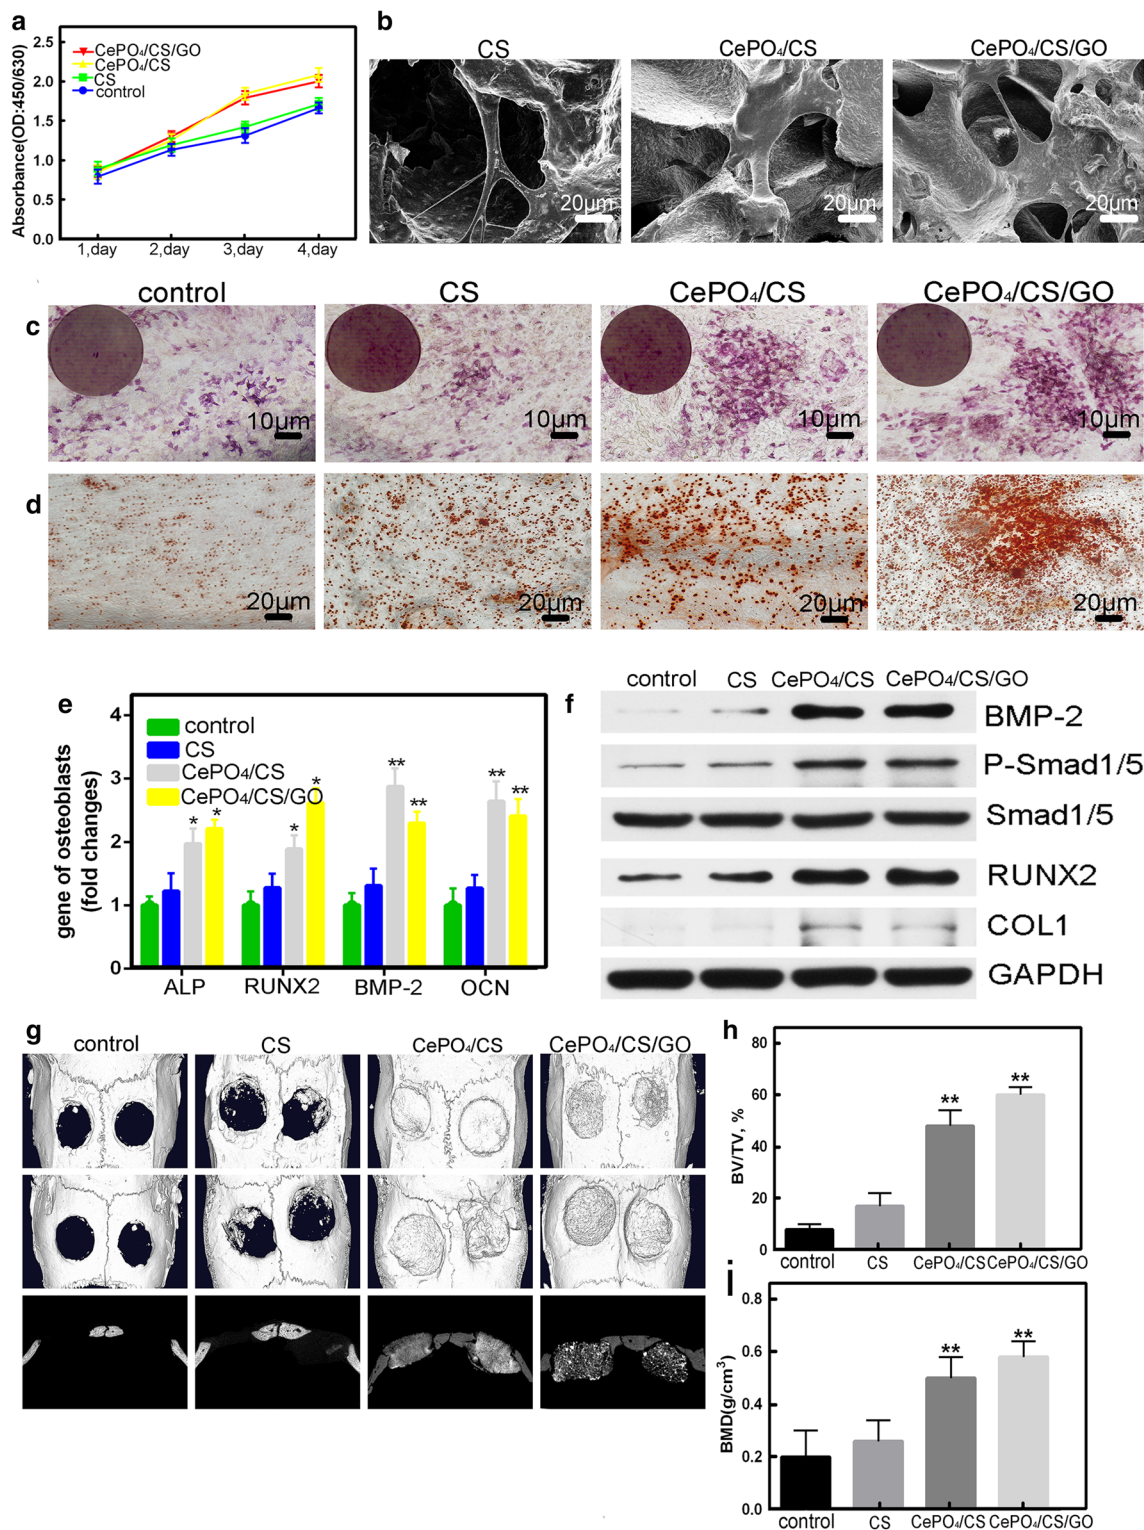 a
Absorbance(OD:450/630)
2.5
2.0
1.5
1.0
0.5
0.0
CePO₄/CS/GO
CePO₄/CS
CS
control
1,day 2,day 3,day 4,day
b
CS CePO₄/CS CePO₄/CS/GO
20μm 20μm 20μm
control CS CePO₄/CS CePO₄/CS/GO
c
10μm 10μm 10μm 10μm
d
20μm 20μm 20μm 20μm
e
gene of osteoblasts
(fold changes)
4
3
2
1
0
control
CS
CePO₄/CS
CePO₄/CS/GO
* * * * ** ** ** **
ALP RUNX2 BMP-2 OCN
f
control CS CePO₄/CS CePO₄/CS/GO
BMP-2
P-Smad1/5
Smad1/5
RUNX2
COL1
GAPDH
g
control CS CePO₄/CS CePO₄/CS/GO
h
BV/TV, %
80
60
40
20
0
** **
control CS CePO₄/CS CePO₄/CS/GO
i
BMD(g/cm³)
0.8
0.6
0.4
0.2
0.0
** **
control CS CePO₄/CS CePO₄/CS/GO